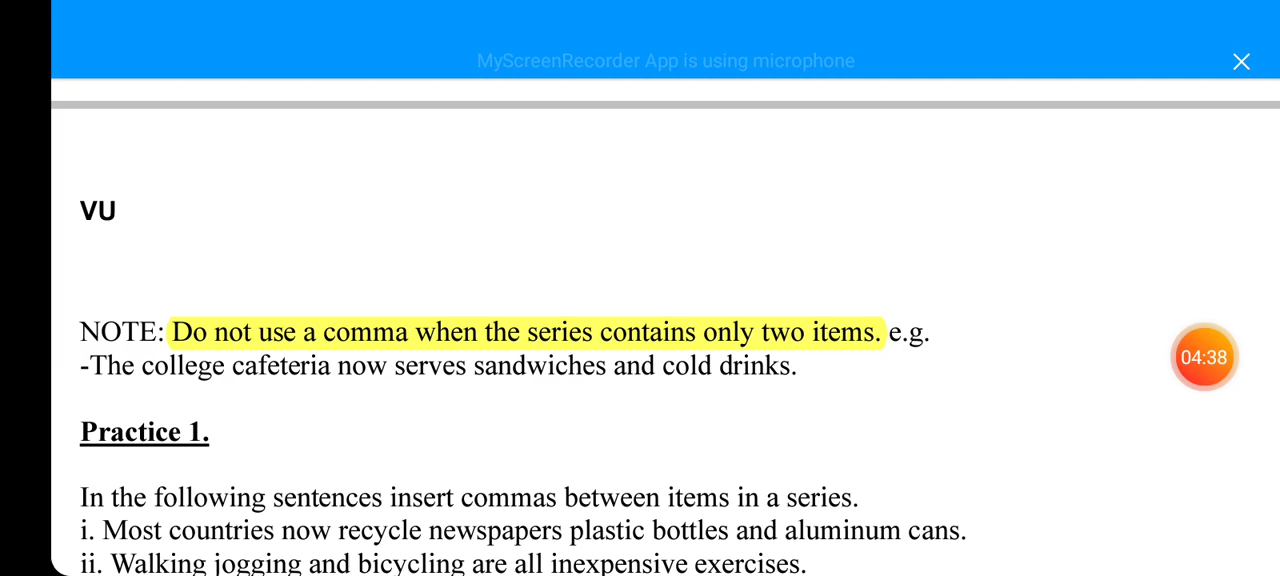 MyScreenRecorder App is using microphone
VU
NOTE: Do not use a comma when the series contains only two items. e.g.
-The college cafeteria now serves sandwiches and cold drinks.
04:38
Practice 1.
In the following sentences insert commas between items in a series.
i. Most countries now recycle newspapers plastic bottles and aluminum cans.
ii. Walking jogging and bicycling are all inexpensive exercises.